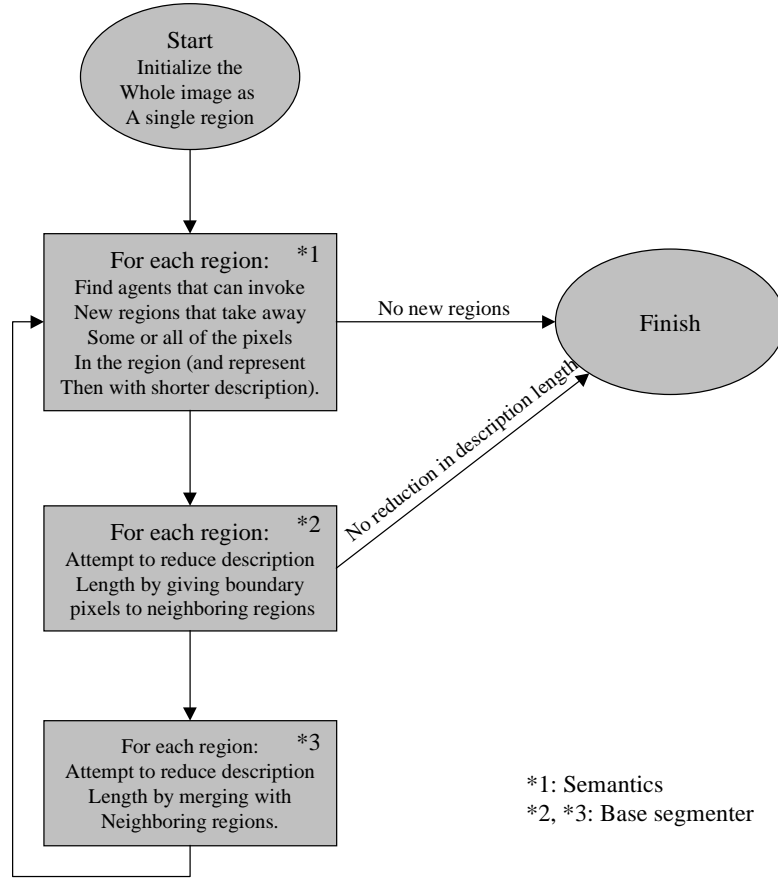 Start
Initialize the
Whole image as
A single region
For each region: *1
Find agents that can invoke
New regions that take away
Some or all of the pixels
In the region (and represent
Then with shorter description).
No new regions
Finish
No reduction in description length
For each region: *2
Attempt to reduce description
Length by giving boundary
pixels to neighboring regions
For each region: *3
Attempt to reduce description
Length by merging with
Neighboring regions.
*1: Semantics
*2, *3: Base segmenter